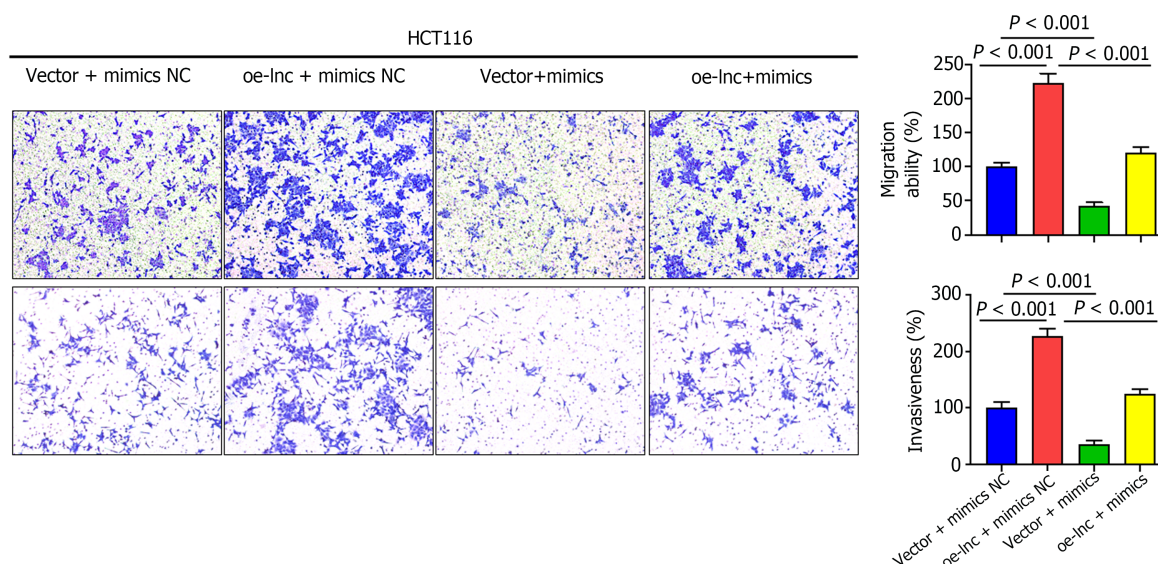 HCT116
Vector + mimics NC
oe-lnc + mimics NC
Vector+mimics
oe-lnc+mimics
P < 0.001
P < 0.001
P < 0.001
Migration
ability (%)
250
200
150
100
50
0
P < 0.001
P < 0.001
P < 0.001
Invasiveness (%)
300
200
100
0
Vector + mimics NC
oe-lnc + mimics NC
Vector + mimics
oe-lnc + mimics